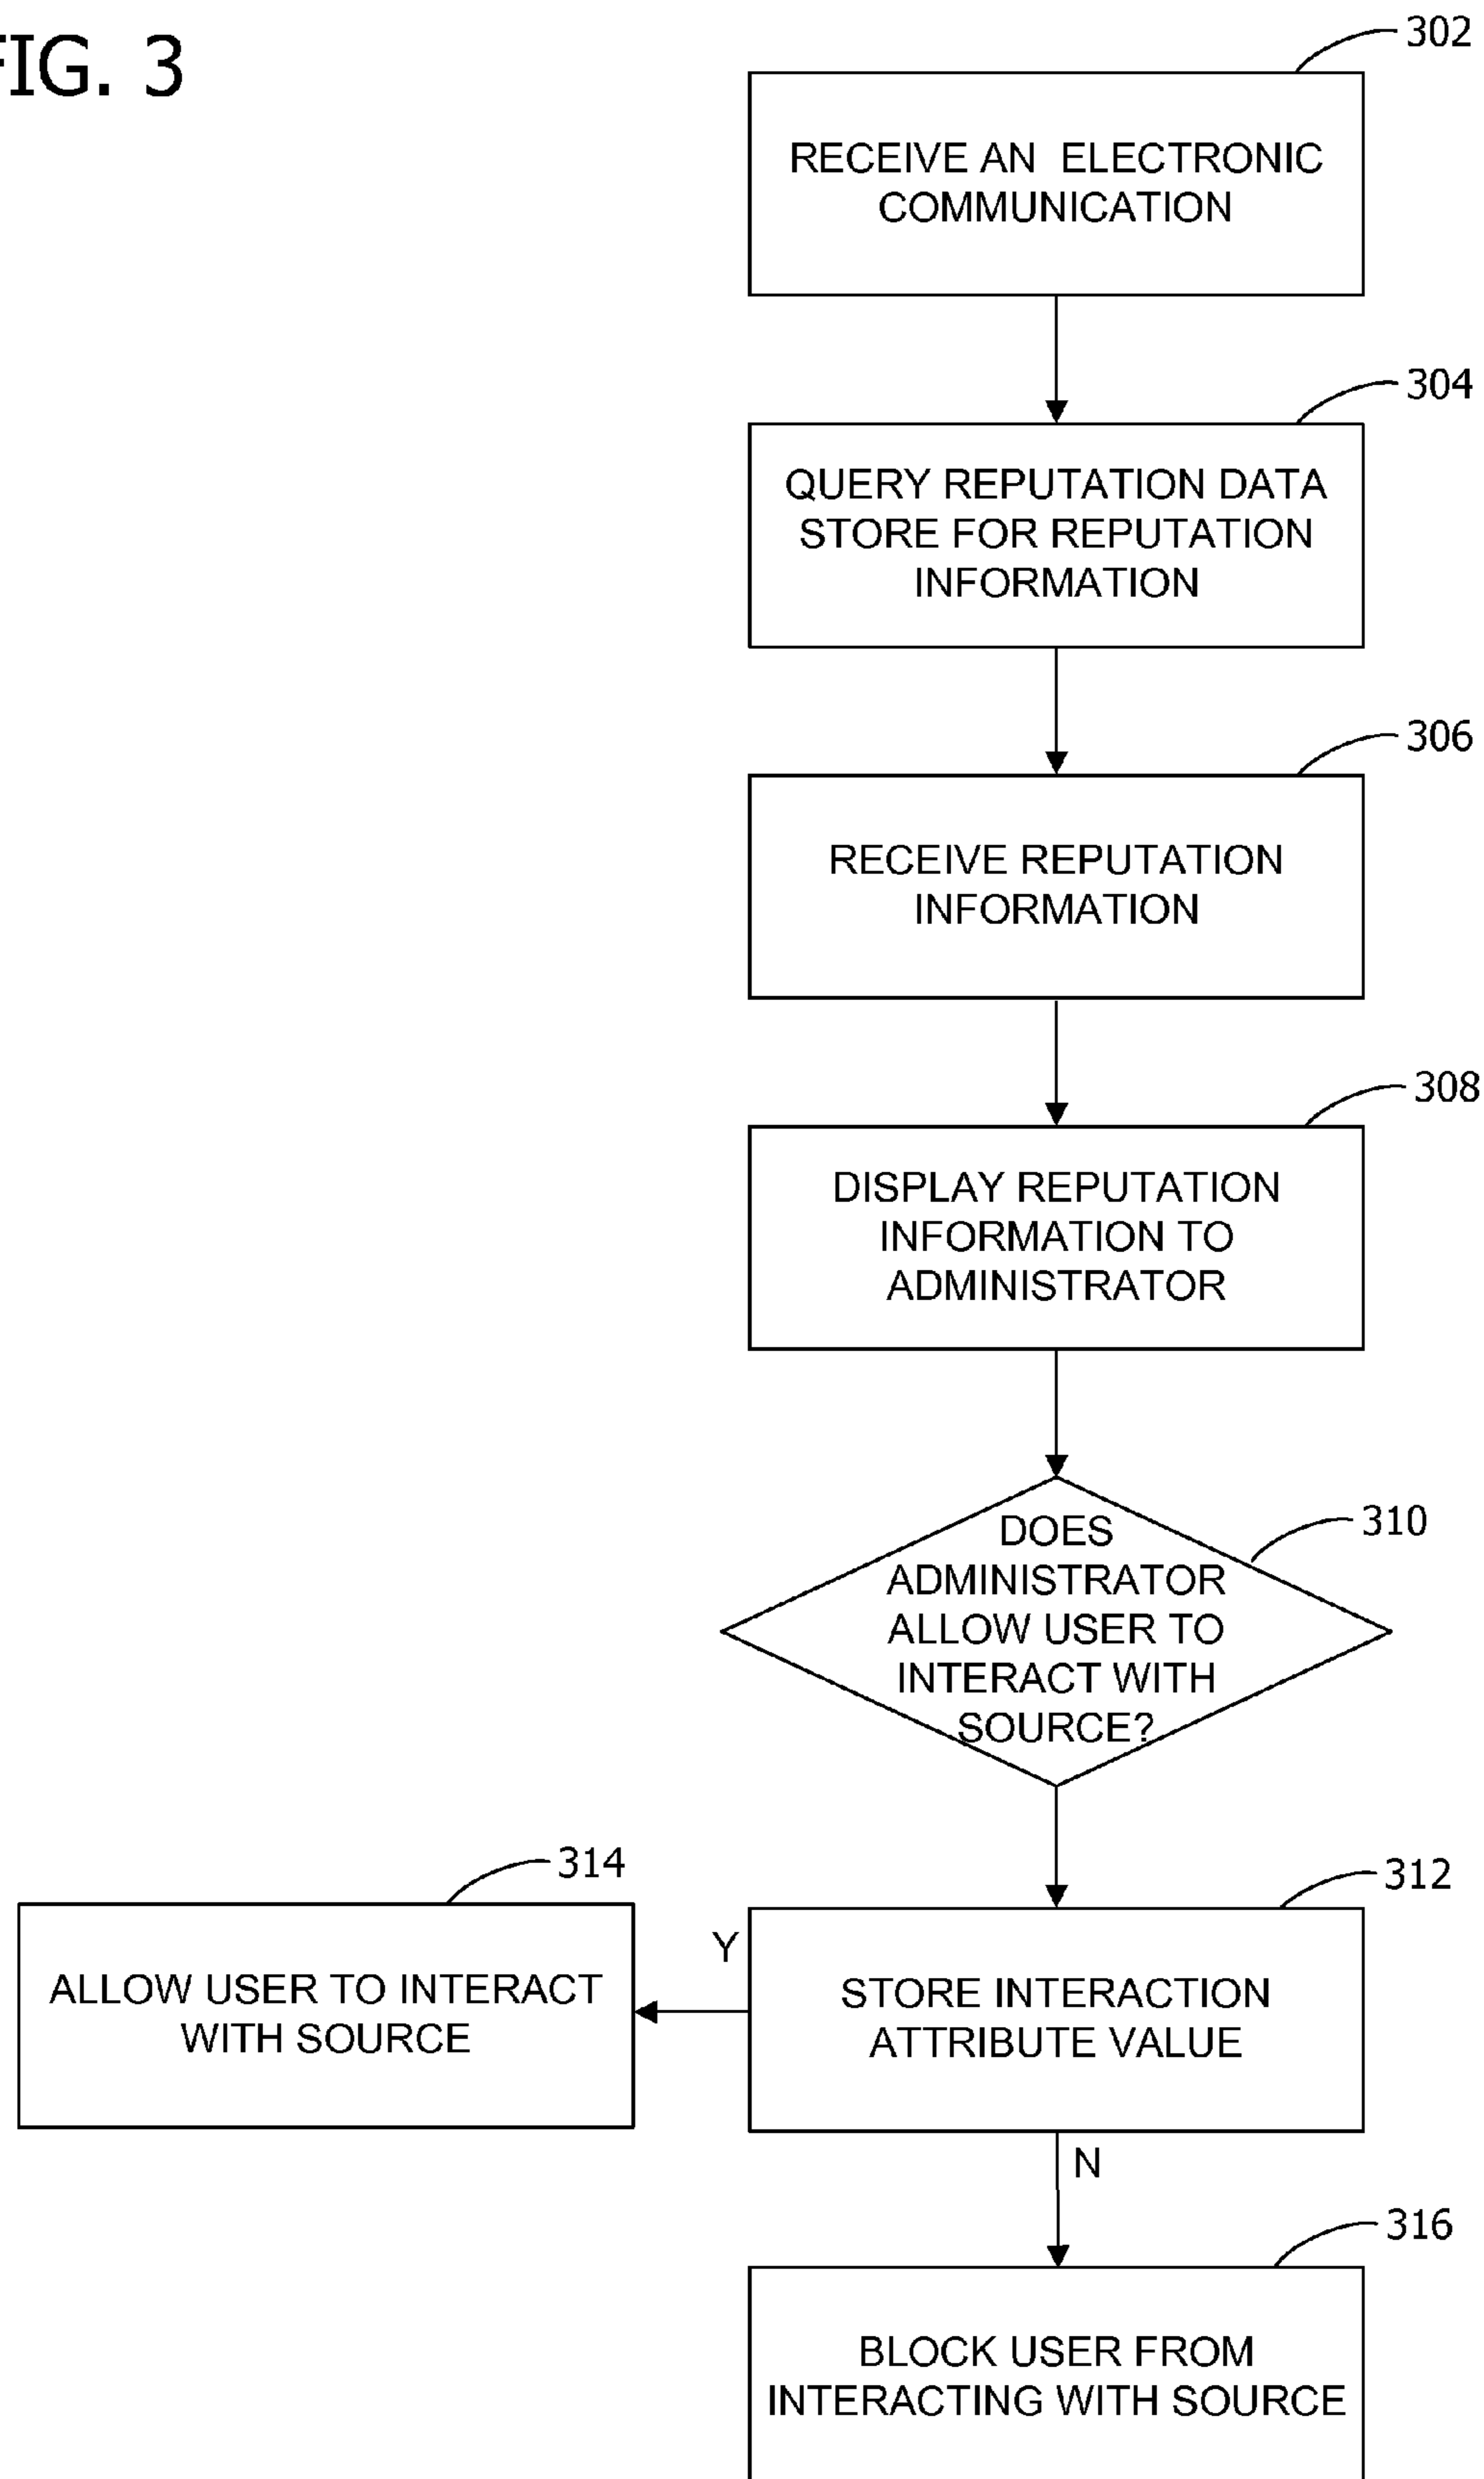 FIG. 3
302
RECEIVE AN ELECTRONIC
COMMUNICATION
304
QUERY REPUTATION DATA
STORE FOR REPUTATION
INFORMATION
306
RECEIVE REPUTATION
INFORMATION
308
DISPLAY REPUTATION
INFORMATION TO
ADMINISTRATOR
310
DOES
ADMINISTRATOR
ALLOW USER TO
INTERACT WITH
SOURCE?
314
ALLOW USER TO INTERACT
WITH SOURCE
Y
312
STORE INTERACTION
ATTRIBUTE VALUE
N
316
BLOCK USER FROM
INTERACTING WITH SOURCE